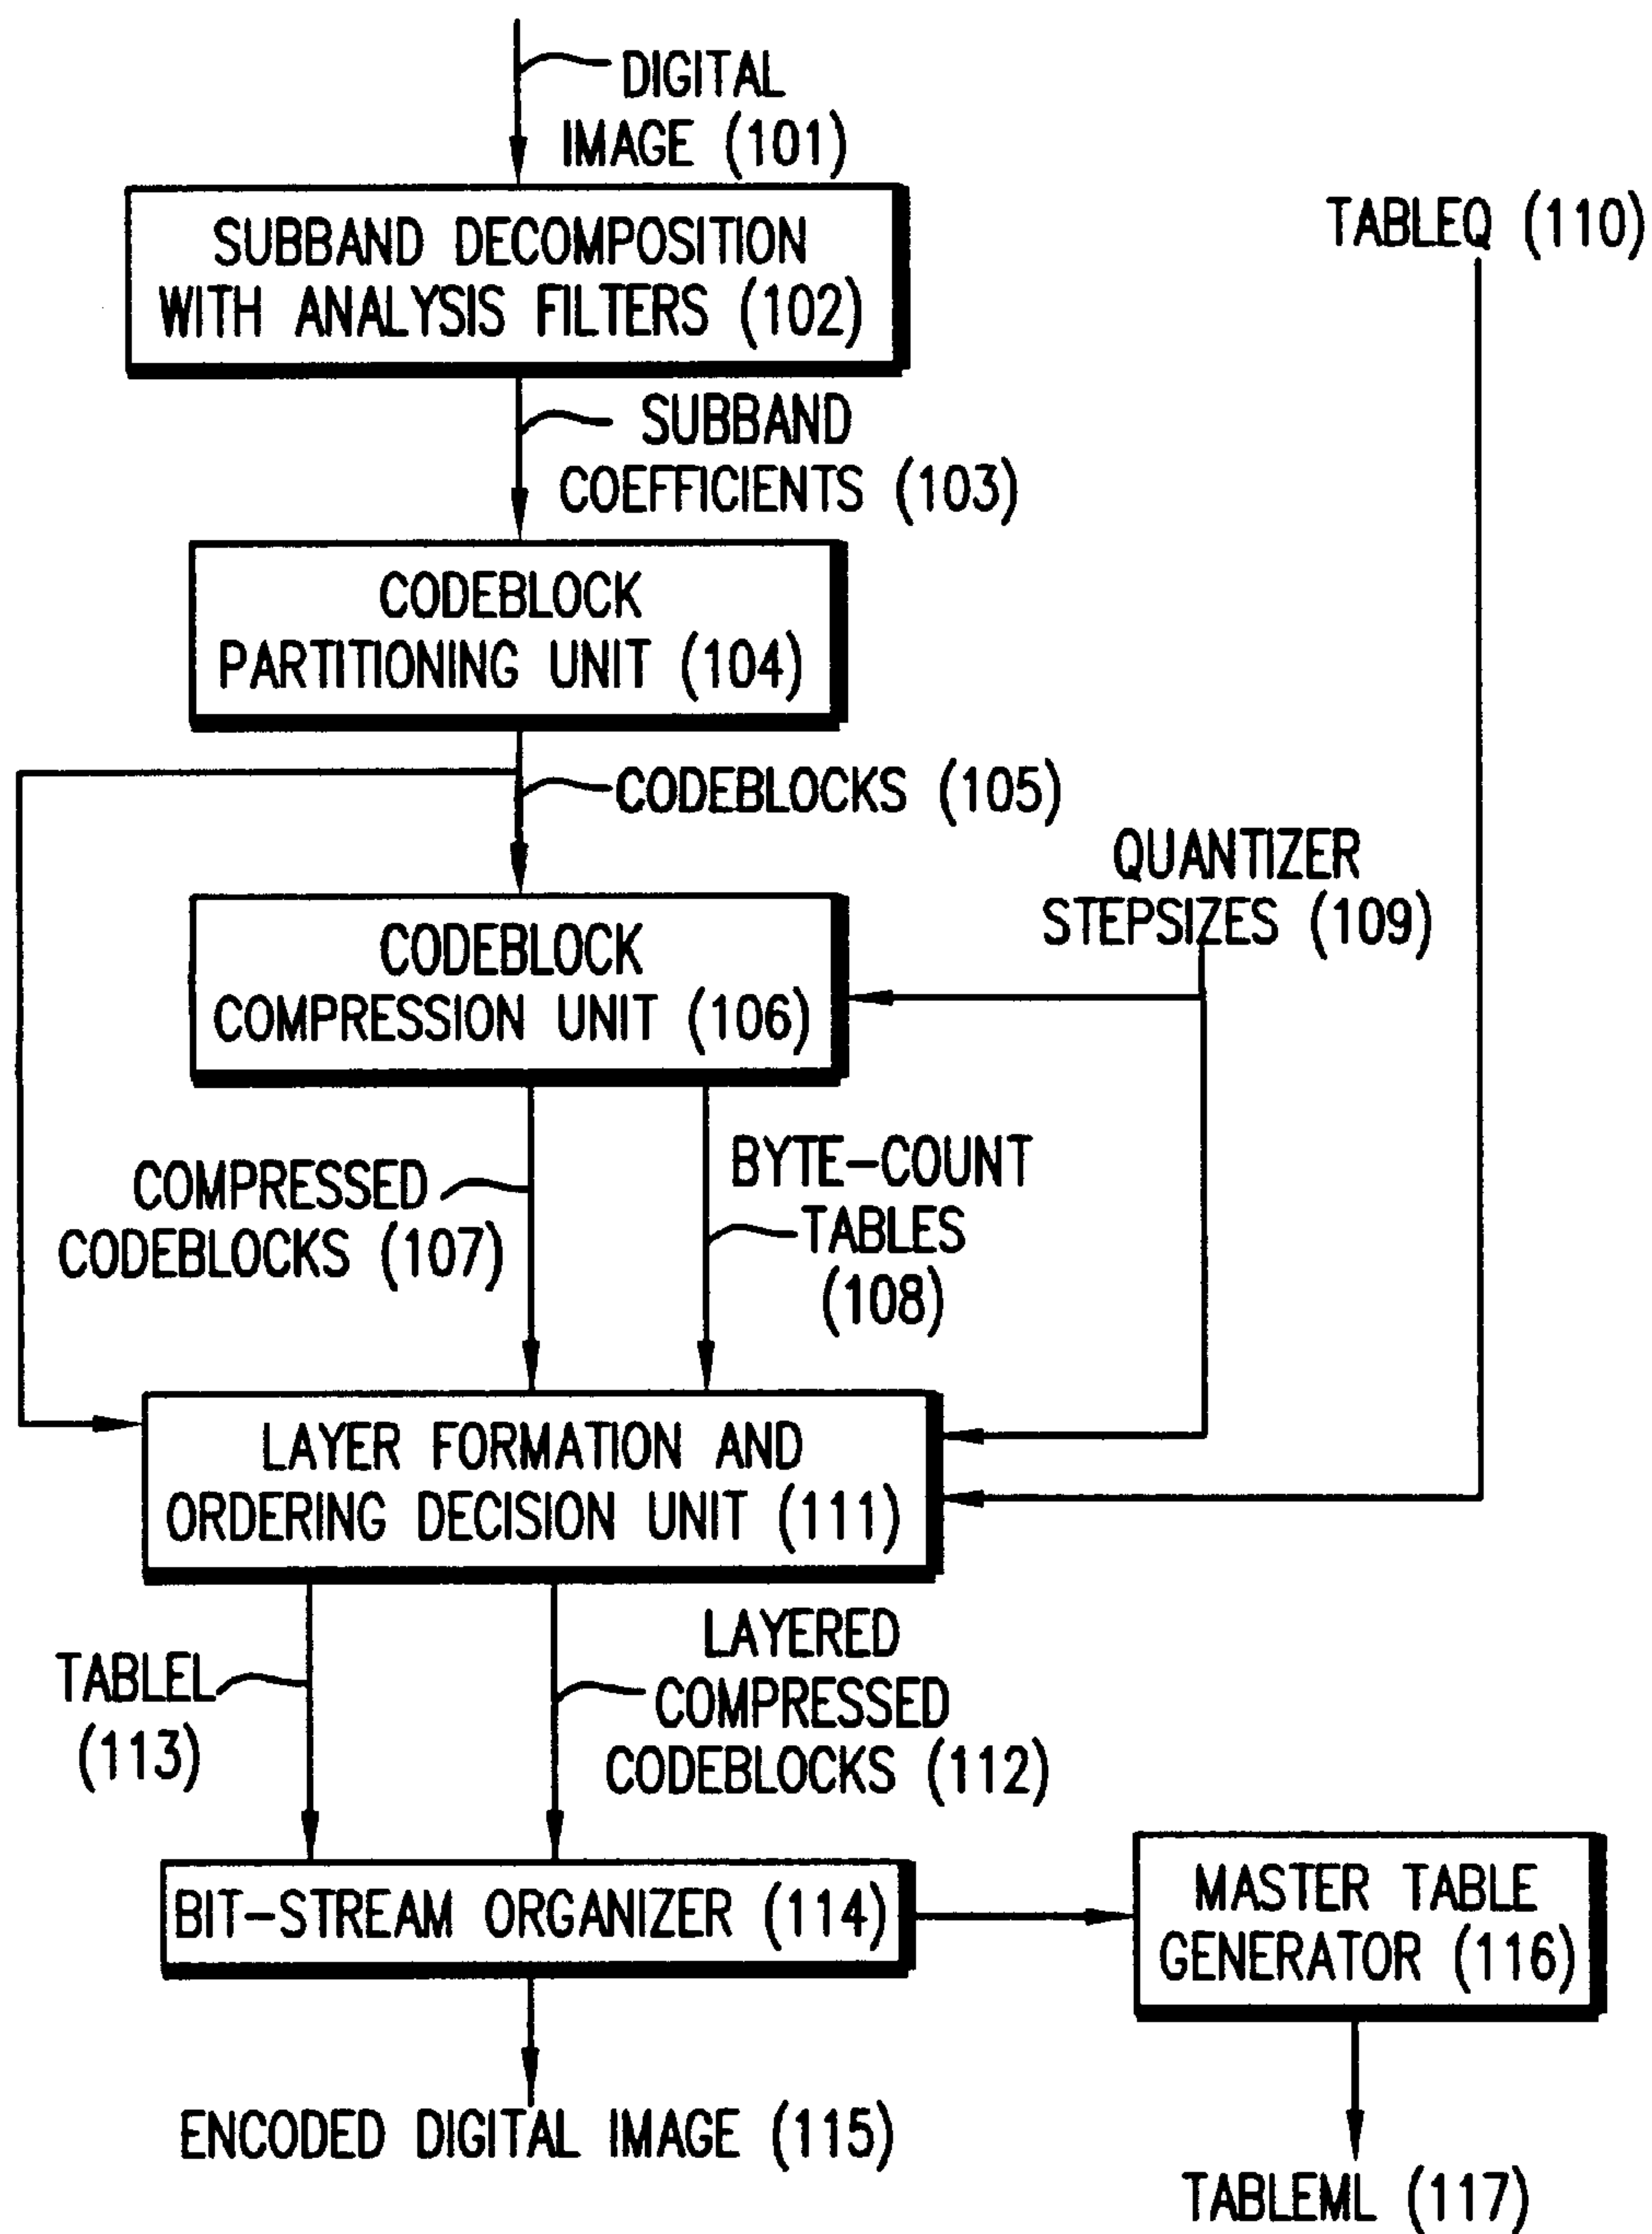 DIGITAL
IMAGE (101)
SUBBAND DECOMPOSITION
WITH ANALYSIS FILTERS (102)
TABLEQ (110)
SUBBAND
COEFFICIENTS (103)
CODEBLOCK
PARTITIONING UNIT (104)
CODEBLOCKS (105)
QUANTIZER
STEPSIZES (109)
CODEBLOCK
COMPRESSION UNIT (106)
COMPRESSED
CODEBLOCKS (107)
BYTE-COUNT
TABLES
(108)
LAYER FORMATION AND
ORDERING DECISION UNIT (111)
TABLEL
(113)
LAYERED
COMPRESSED
CODEBLOCKS (112)
BIT-STREAM ORGANIZER (114)
MASTER TABLE
GENERATOR (116)
ENCODED DIGITAL IMAGE (115)
TABLEML (117)